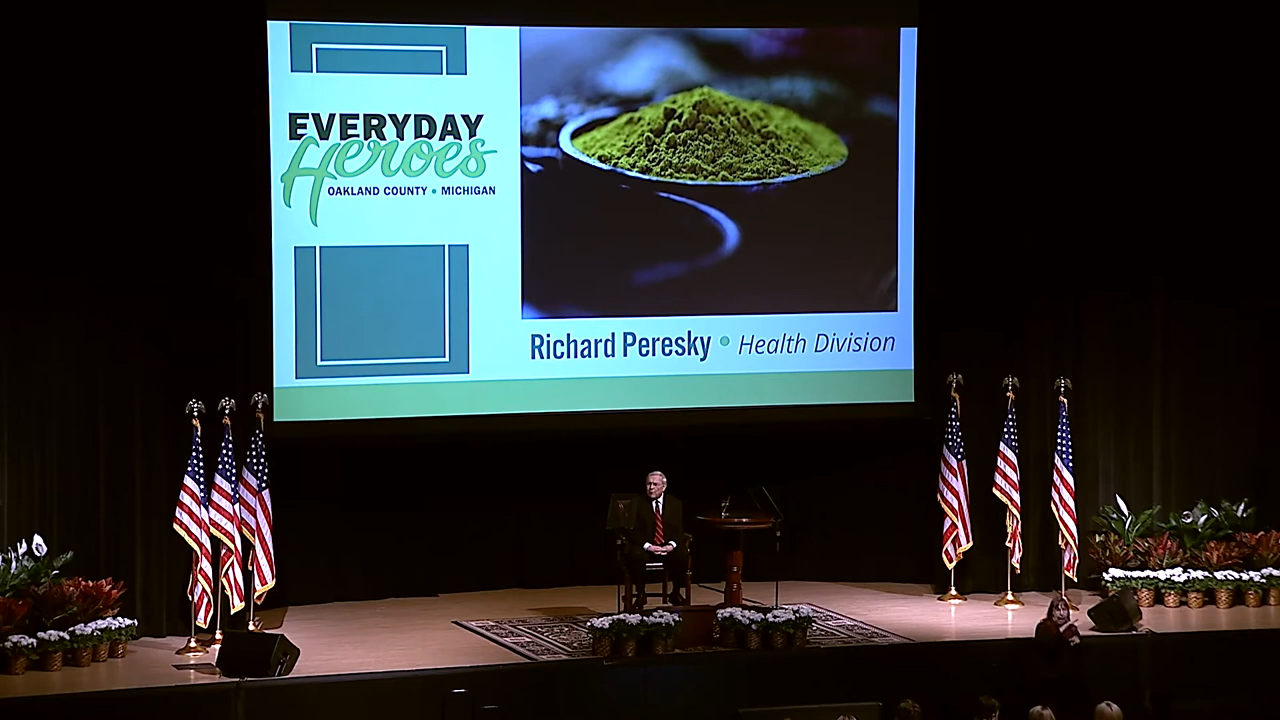 EVERYDAY
Heroes
OAKLAND COUNTY • MICHIGAN
Richard Peresky • Health Division